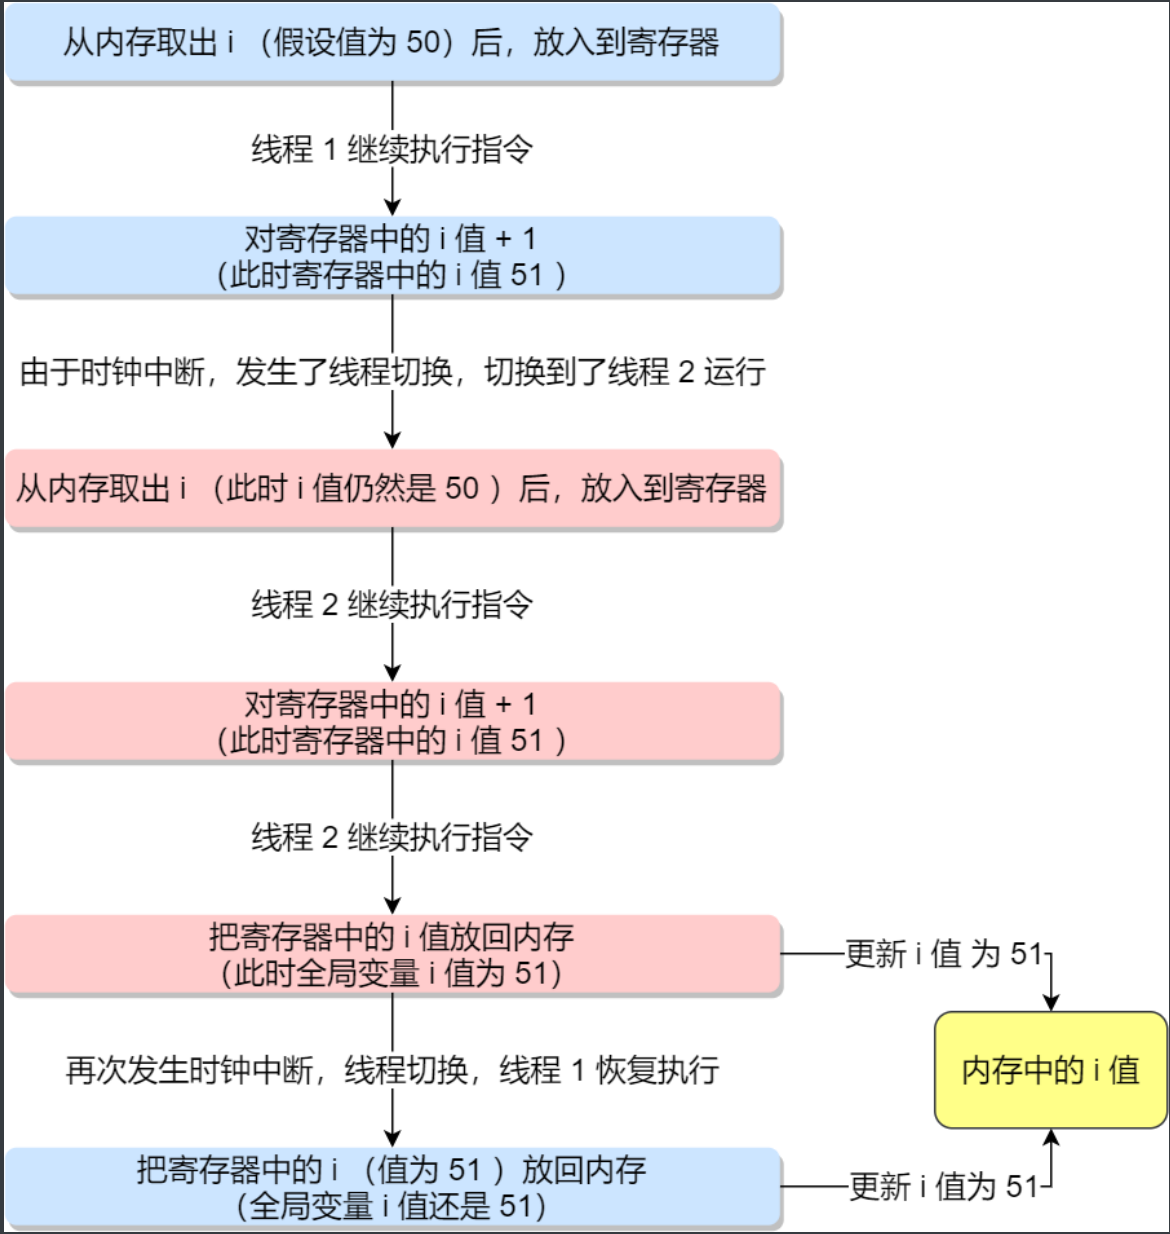 从内存取出 i （假设值为 50）后，放入到寄存器
线程 1 继续执行指令
对寄存器中的 i 值 + 1
（此时寄存器中的 i 值 51 ）
由于时钟中断，发生了线程切换，切换到了线程 2 运行
从内存取出 i （此时 i 值仍然是 50 ）后，放入到寄存器
线程 2 继续执行指令
对寄存器中的 i 值 + 1
（此时寄存器中的 i 值 51 ）
线程 2 继续执行指令
把寄存器中的 i 值放回内存
（此时全局变量 i 值为 51）
更新 i 值 为 51
再次发生时钟中断，线程切换，线程 1 恢复执行
内存中的 i 值
把寄存器中的 i （值为 51 ）放回内存
（全局变量 i 值还是 51）
更新 i 值为 51